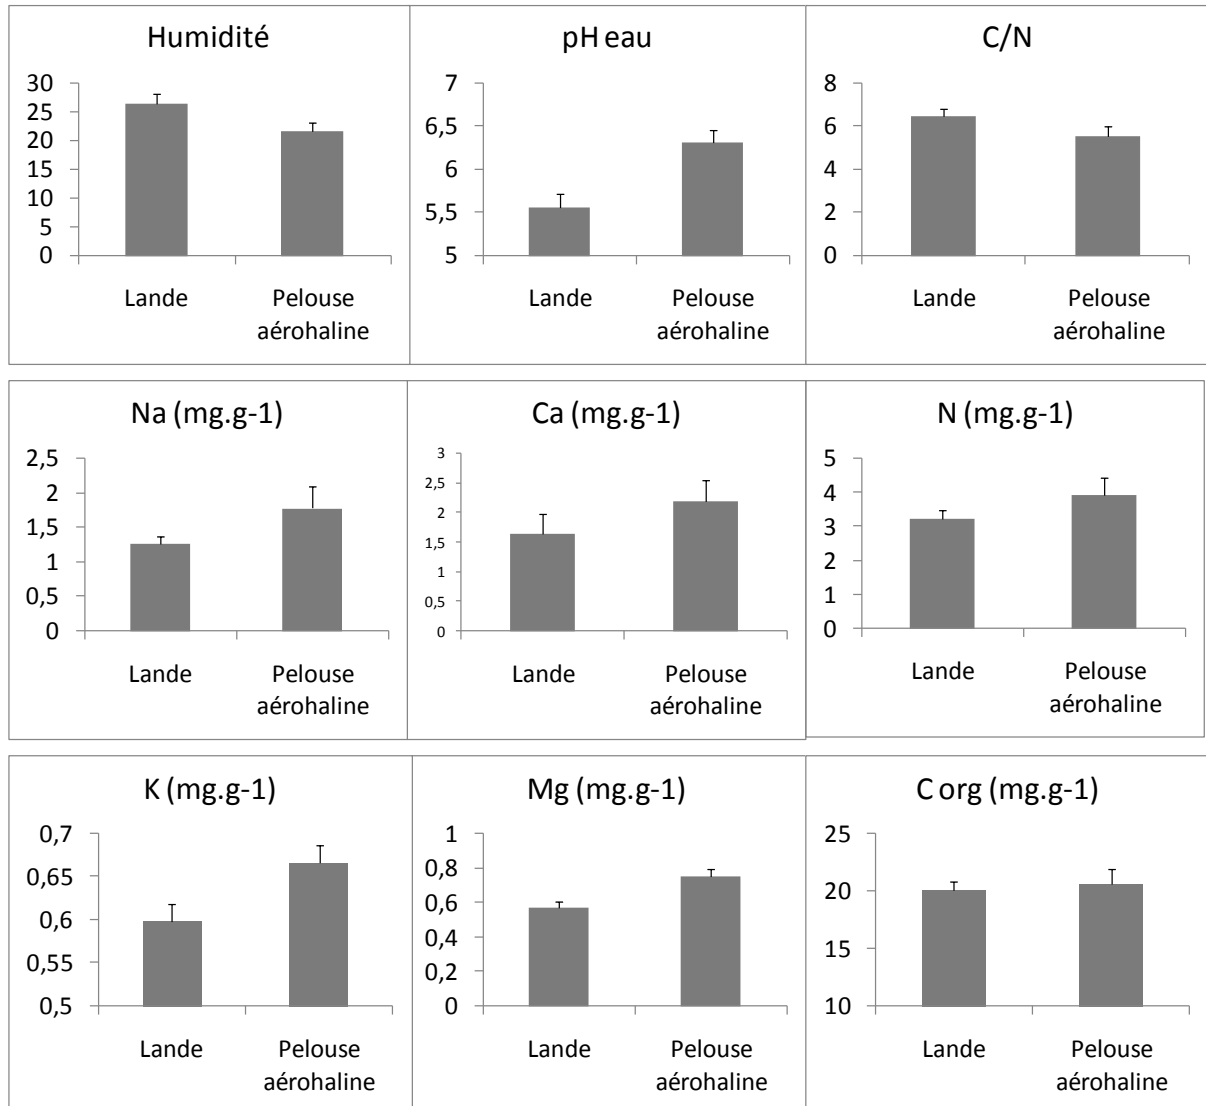 Humidité
30
25
20
15
10
5
0
Lande
Pelouse
aérohaline
pH eau
7
6,5
6
5,5
5
Lande
Pelouse
aérohaline
C/N
8
6
4
2
0
Lande
Pelouse
aérohaline
Na (mg.g-1)
2,5
2
1,5
1
0,5
0
Lande
Pelouse
aérohaline
Ca (mg.g-1)
3
2,5
2
1,5
1
0,5
0
Lande
Pelouse
aérohaline
N (mg.g-1)
5
4
3
2
1
0
Lande
Pelouse
aérohaline
K (mg.g-1)
0,7
0,65
0,6
0,55
0,5
Lande
Pelouse
aérohaline
Mg (mg.g-1)
1
0,8
0,6
0,4
0,2
0
Lande
Pelouse
aérohaline
C org (mg.g-1)
25
20
15
10
Lande
Pelouse
aérohaline